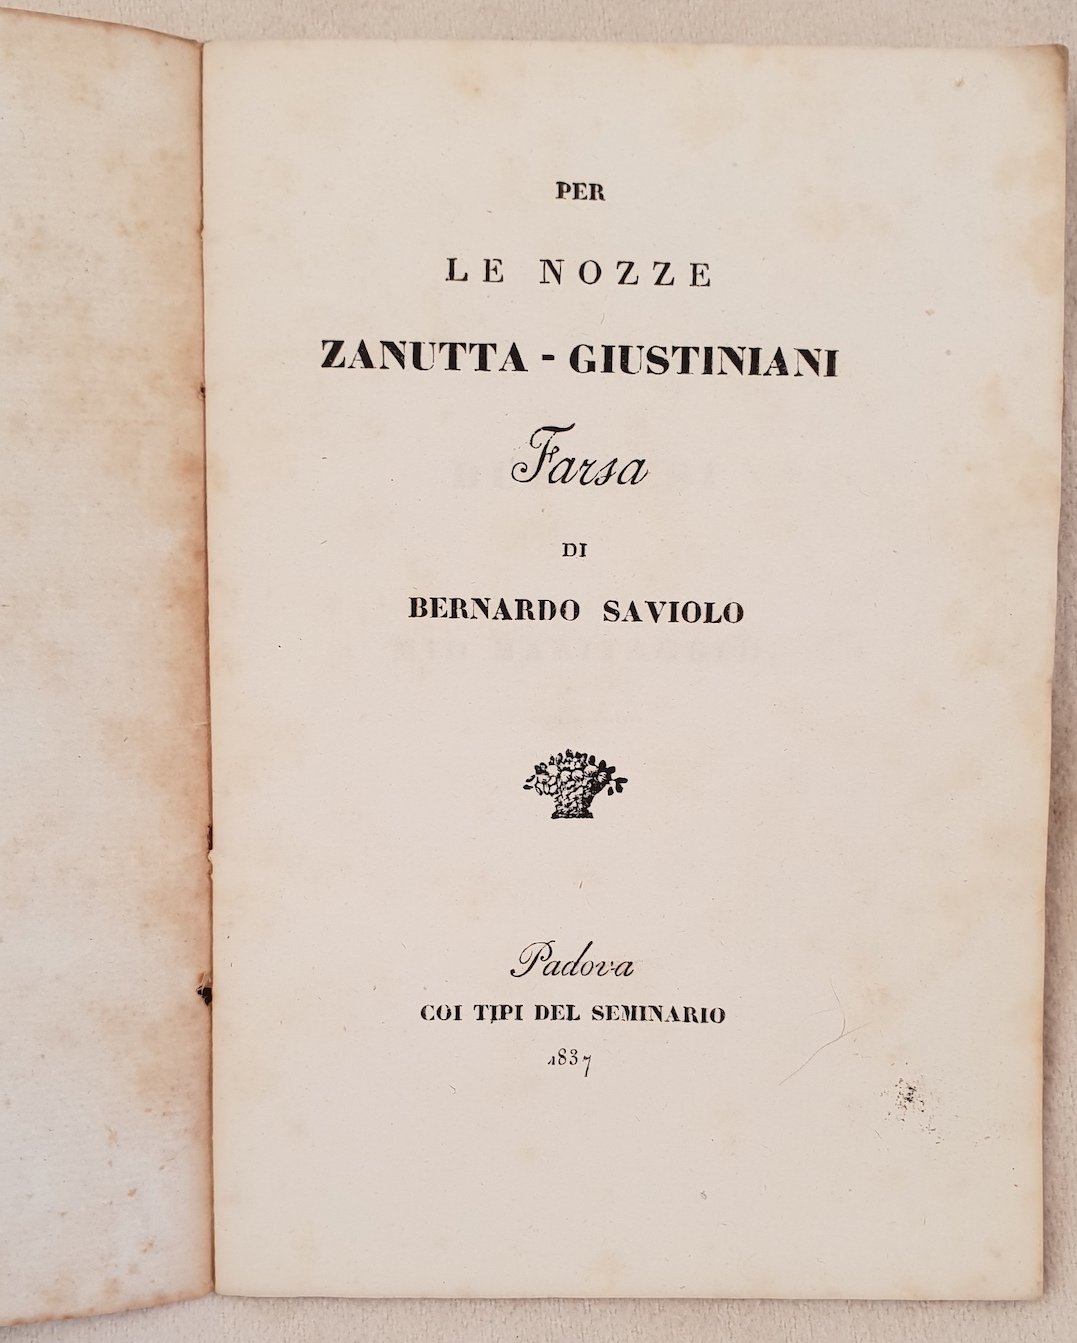 PER
LE NOZZE
ZANUTTA - GIUSTINIANI
Farsa
DI
BERNARDO SAVIOLO
Padova
COI TIPI DEL SEMINARIO
1837